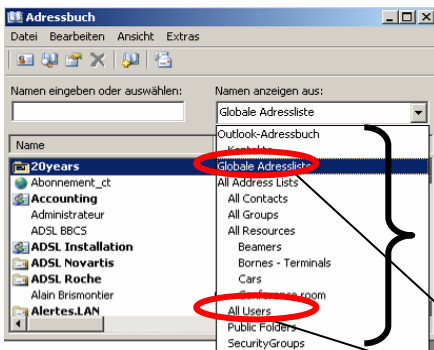 Adressbuch
Datei Bearbeiten Ansicht Extras
Namen eingeben oder auswählen: Namen anzeigen aus:
Globale Adressliste
Name
20years
Abonnement_ct
Accounting
Administrateur
ADSL BBCS
ADSL Installation
ADSL Novartis
ADSL Roche
Alain Brismontier
Alertes.LAN
Outlook-Adressbuch
Kontakte
Globale Adressliste
All Address Lists
All Contacts
All Groups
All Resources
Beamers
Bornes - Terminals
Cars
Conference room
All Users
Public Folders
SecurityGroups